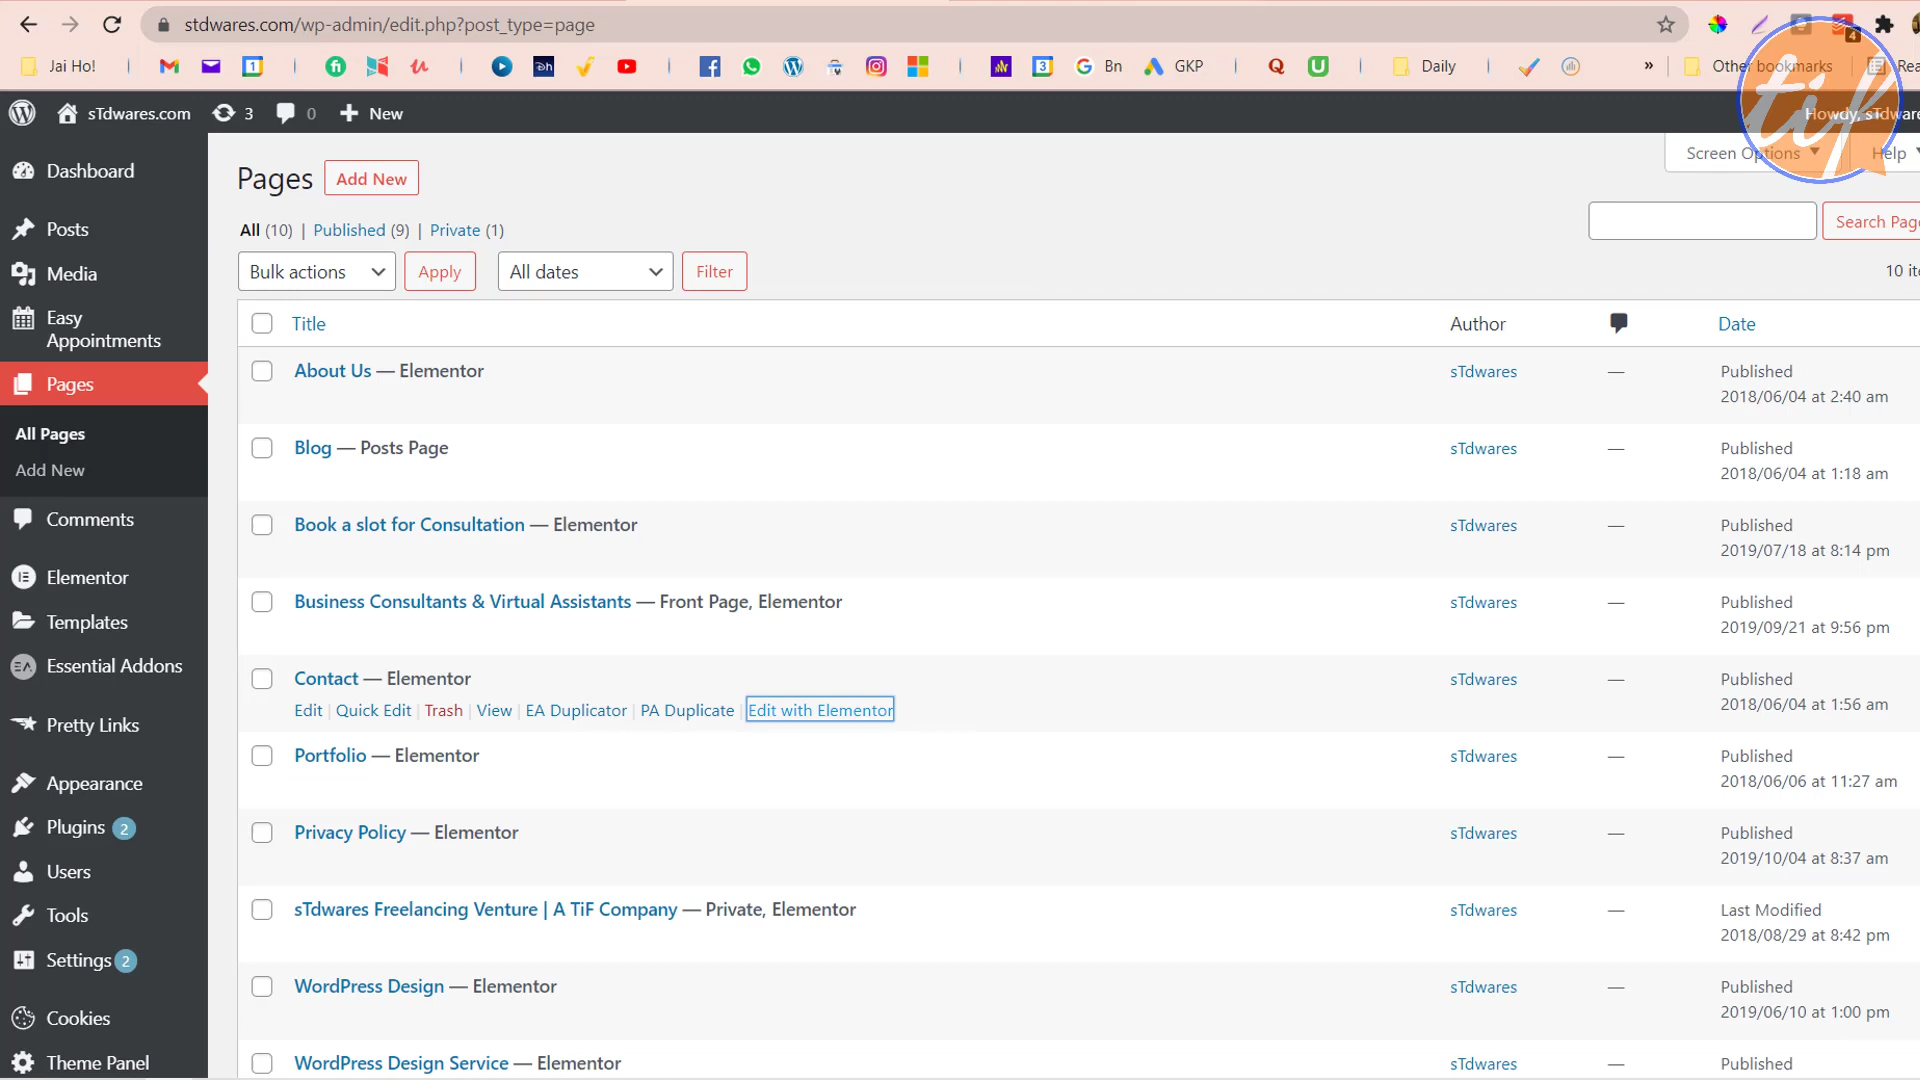 stdwares.com/wp-admin/edit.php?post_type=page
4
Jai Ho!
1
Dh
3
Bn
GKP
Daily
»
Other bookmarks
sTdwares.com
3
0
New
Howdy, sTdware
tif
Screen Options
Help
Dashboard
Posts
Media
Easy
Appointments
Pages
All Pages
Add New
Comments
Elementor
Templates
EA
Essential Addons
Pretty Links
Appearance
Plugins 2
Users
Tools
Settings 2
Cookies
Theme Panel
Pages
Add New
All (10) | Published (9) | Private (1)
Search Pag
Bulk actions
Apply
All dates
Filter
10 ite
Title
Author
Date
About Us — Elementor
sTdwares
—
Published
2018/06/04 at 2:40 am
Blog — Posts Page
sTdwares
—
Published
2018/06/04 at 1:18 am
Book a slot for Consultation — Elementor
sTdwares
—
Published
2019/07/18 at 8:14 pm
Business Consultants & Virtual Assistants — Front Page, Elementor
sTdwares
—
Published
2019/09/21 at 9:56 pm
Contact — Elementor
Edit | Quick Edit | Trash | View | EA Duplicator | PA Duplicate | Edit with Elementor
sTdwares
—
Published
2018/06/04 at 1:56 am
Portfolio — Elementor
sTdwares
—
Published
2018/06/06 at 11:27 am
Privacy Policy — Elementor
sTdwares
—
Published
2019/10/04 at 8:37 am
sTdwares Freelancing Venture | A TiF Company — Private, Elementor
sTdwares
—
Last Modified
2018/08/29 at 8:42 pm
WordPress Design — Elementor
sTdwares
—
Published
2019/06/10 at 1:00 pm
WordPress Design Service — Elementor
sTdwares
—
Published